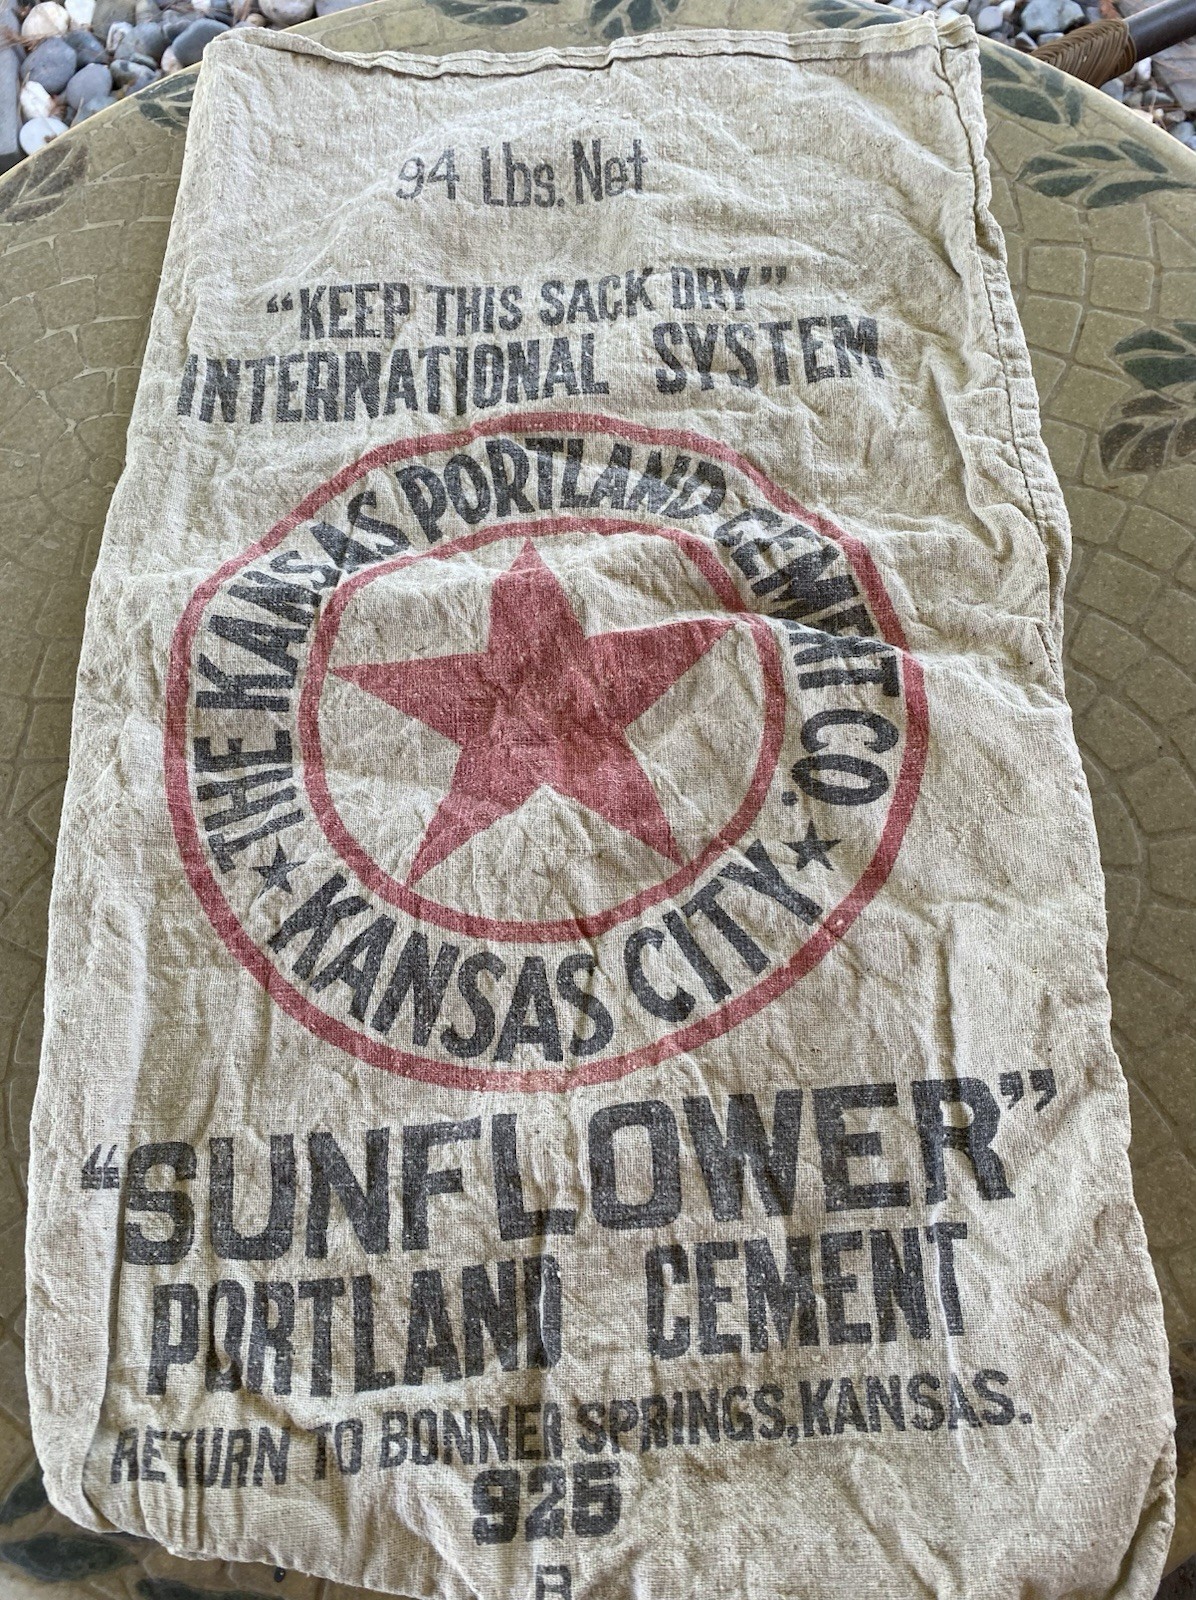 94 Lbs. Net
“KEEP THIS SACK DRY”
INTERNATIONAL SYSTEM
THE KANSAS PORTLAND CEMENT CO.
★ KANSAS CITY ★
“SUNFLOWER”
PORTLAND CEMENT
RETURN TO BONNER SPRINGS, KANSAS.
926